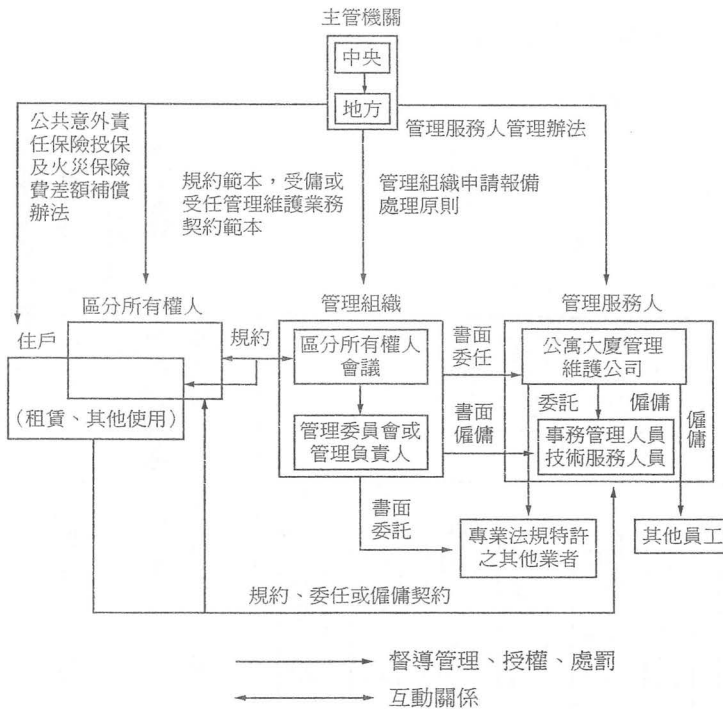 主管機關
中央
地方
公共意外責
任保險投保
及火災保險
費差額補償
辦法
規約範本，受傭或
受任管理維護業務
契約範本
管理服務人管理辦法
管理組織申請報備
處理原則
區分所有權人
住戶
（租賃、其他使用）
規約
管理組織
區分所有權人
會議
管理委員會或
管理負責人
書面
委任
書面
僱傭
書面
委託
管理服務人
公寓大廈管理
維護公司
委託
僱傭
僱傭
事務管理人員
技術服務人員
專業法規特許
之其他業者
其他員工
規約、委任或僱傭契約
督導管理、授權、處罰
互動關係